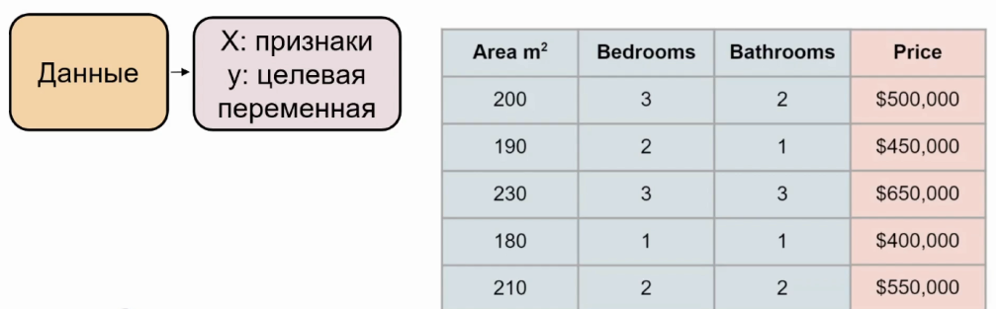 Данные
X: признаки
y: целевая
переменная
Area m² Bedrooms Bathrooms Price
200 3 2 $500,000
190 2 1 $450,000
230 3 3 $650,000
180 1 1 $400,000
210 2 2 $550,000